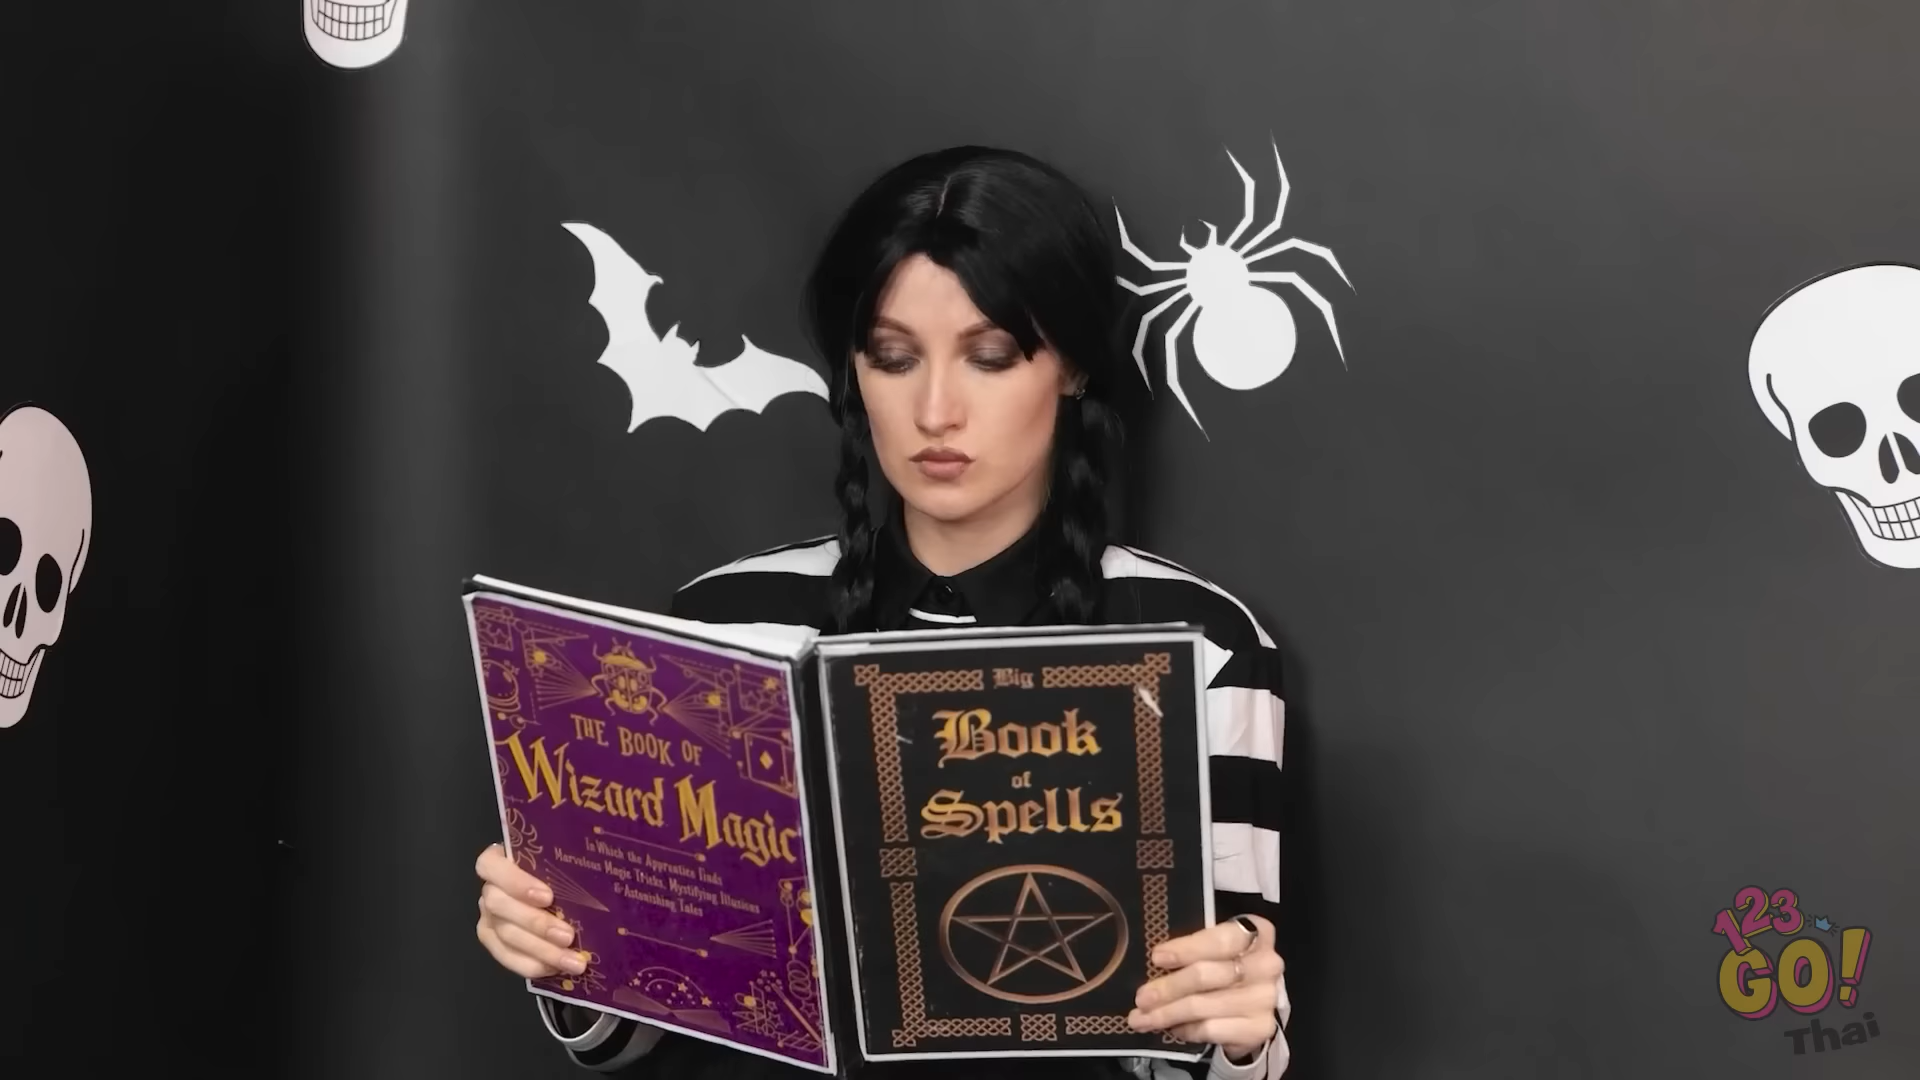 THE BOOK OF
Wizard Magic
In Which the Apprentice Finds
Marvelous Magic Tricks, Mystifying Illusions
& Astonishing Tales
Big
Book
of
Spells
123
GO!
Thai